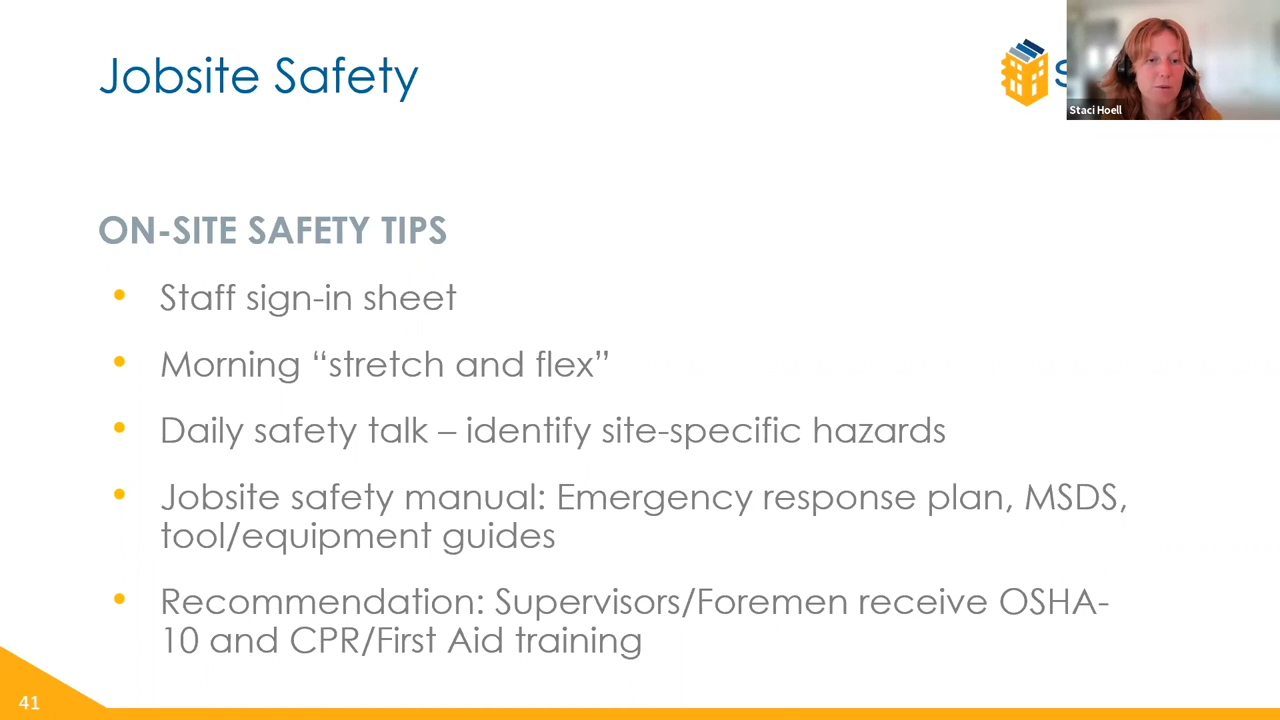 Jobsite Safety
S
Staci Hoell
ON-SITE SAFETY TIPS
• Staff sign-in sheet
• Morning “stretch and flex”
• Daily safety talk – identify site-specific hazards
• Jobsite safety manual: Emergency response plan, MSDS,
tool/equipment guides
• Recommendation: Supervisors/Foremen receive OSHA-
10 and CPR/First Aid training
41